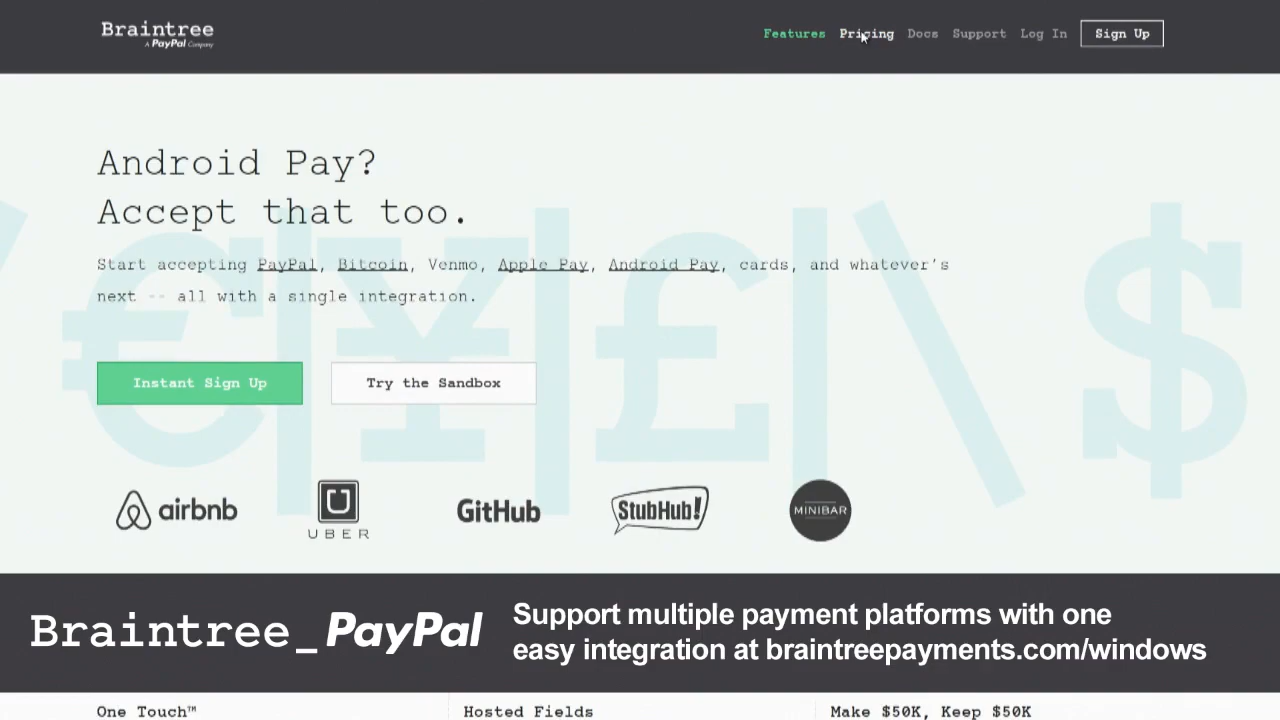 Braintree
A PayPal Company
Features Pricing Docs Support Log In Sign Up
Android Pay?
Accept that too.
Start accepting PayPal, Bitcoin, Venmo, Apple Pay, Android Pay, cards, and whatever's
next -- all with a single integration.
Instant Sign Up Try the Sandbox
€ ¥ £ \ $
airbnb UBER GitHub StubHub! MINIBAR
Braintree_PayPal
Support multiple payment platforms with one
easy integration at braintreepayments.com/windows
One Touch™ Hosted Fields Make $50K, Keep $50K